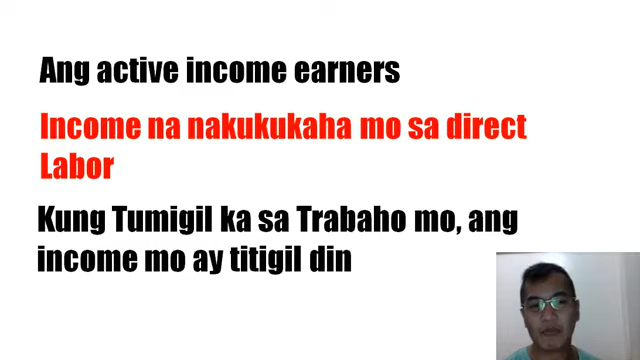 Ang active income earners
Income na nakukukaha mo sa direct
Labor
Kung Tumigil ka sa Trabaho mo, ang
income mo ay titigil din